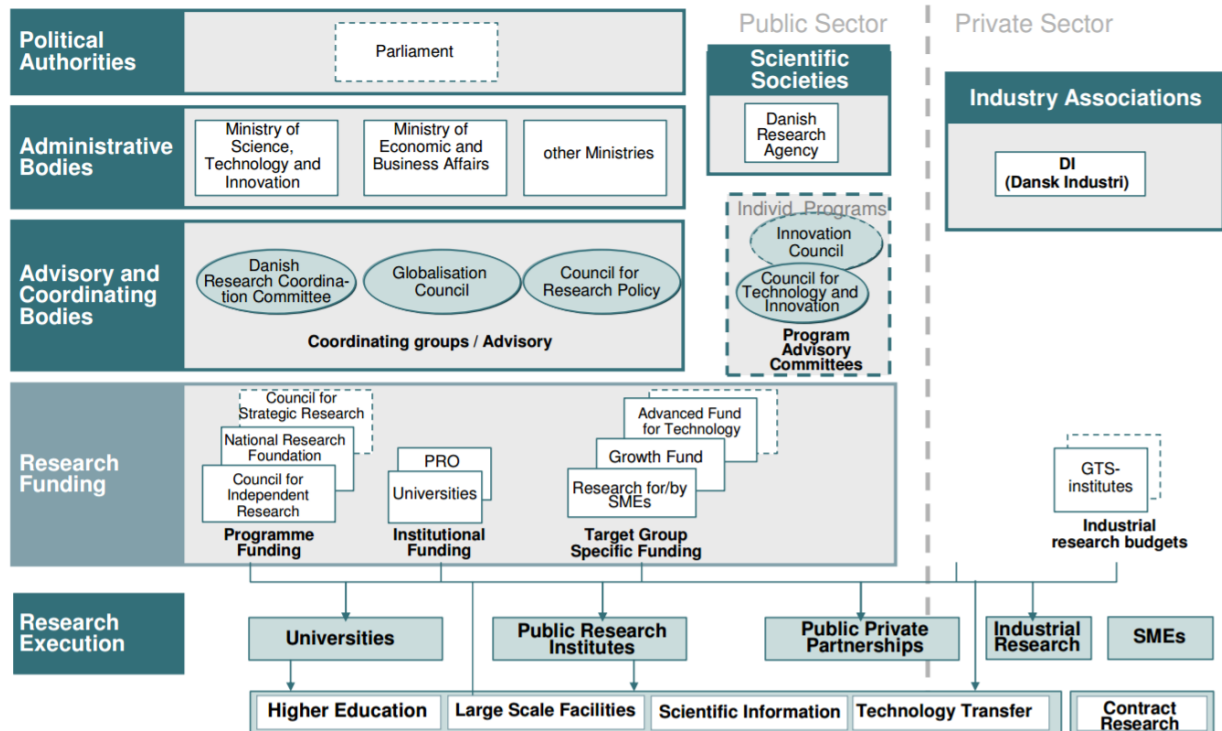 Public Sector
Private Sector
Political
Authorities
Parliament
Scientific
Societies
Danish
Research
Agency
Industry Associations
DI
(Dansk Industri)
Administrative
Bodies
Ministry of
Science,
Technology and
Innovation
Ministry of
Economic and
Business Affairs
other Ministries
Advisory and
Coordinating
Bodies
Danish
Research Coordina-
tion Committee
Globalisation
Council
Council for
Research Policy
Coordinating groups / Advisory
Individ. Programs
Innovation
Council
Council for
Technology and
Innovation
Program
Advisory
Committees
Research
Funding
Council for
Strategic Research
National Research
Foundation
Council for
Independent
Research
Programme
Funding
PRO
Universities
Institutional
Funding
Advanced Fund
for Technology
Growth Fund
Research for/by
SMEs
Target Group
Specific Funding
GTS-
institutes
Industrial
research budgets
Research
Execution
Universities
Public Research
Institutes
Public Private
Partnerships
Industrial
Research
SMEs
Higher Education
Large Scale Facilities
Scientific Information
Technology Transfer
Contract
Research